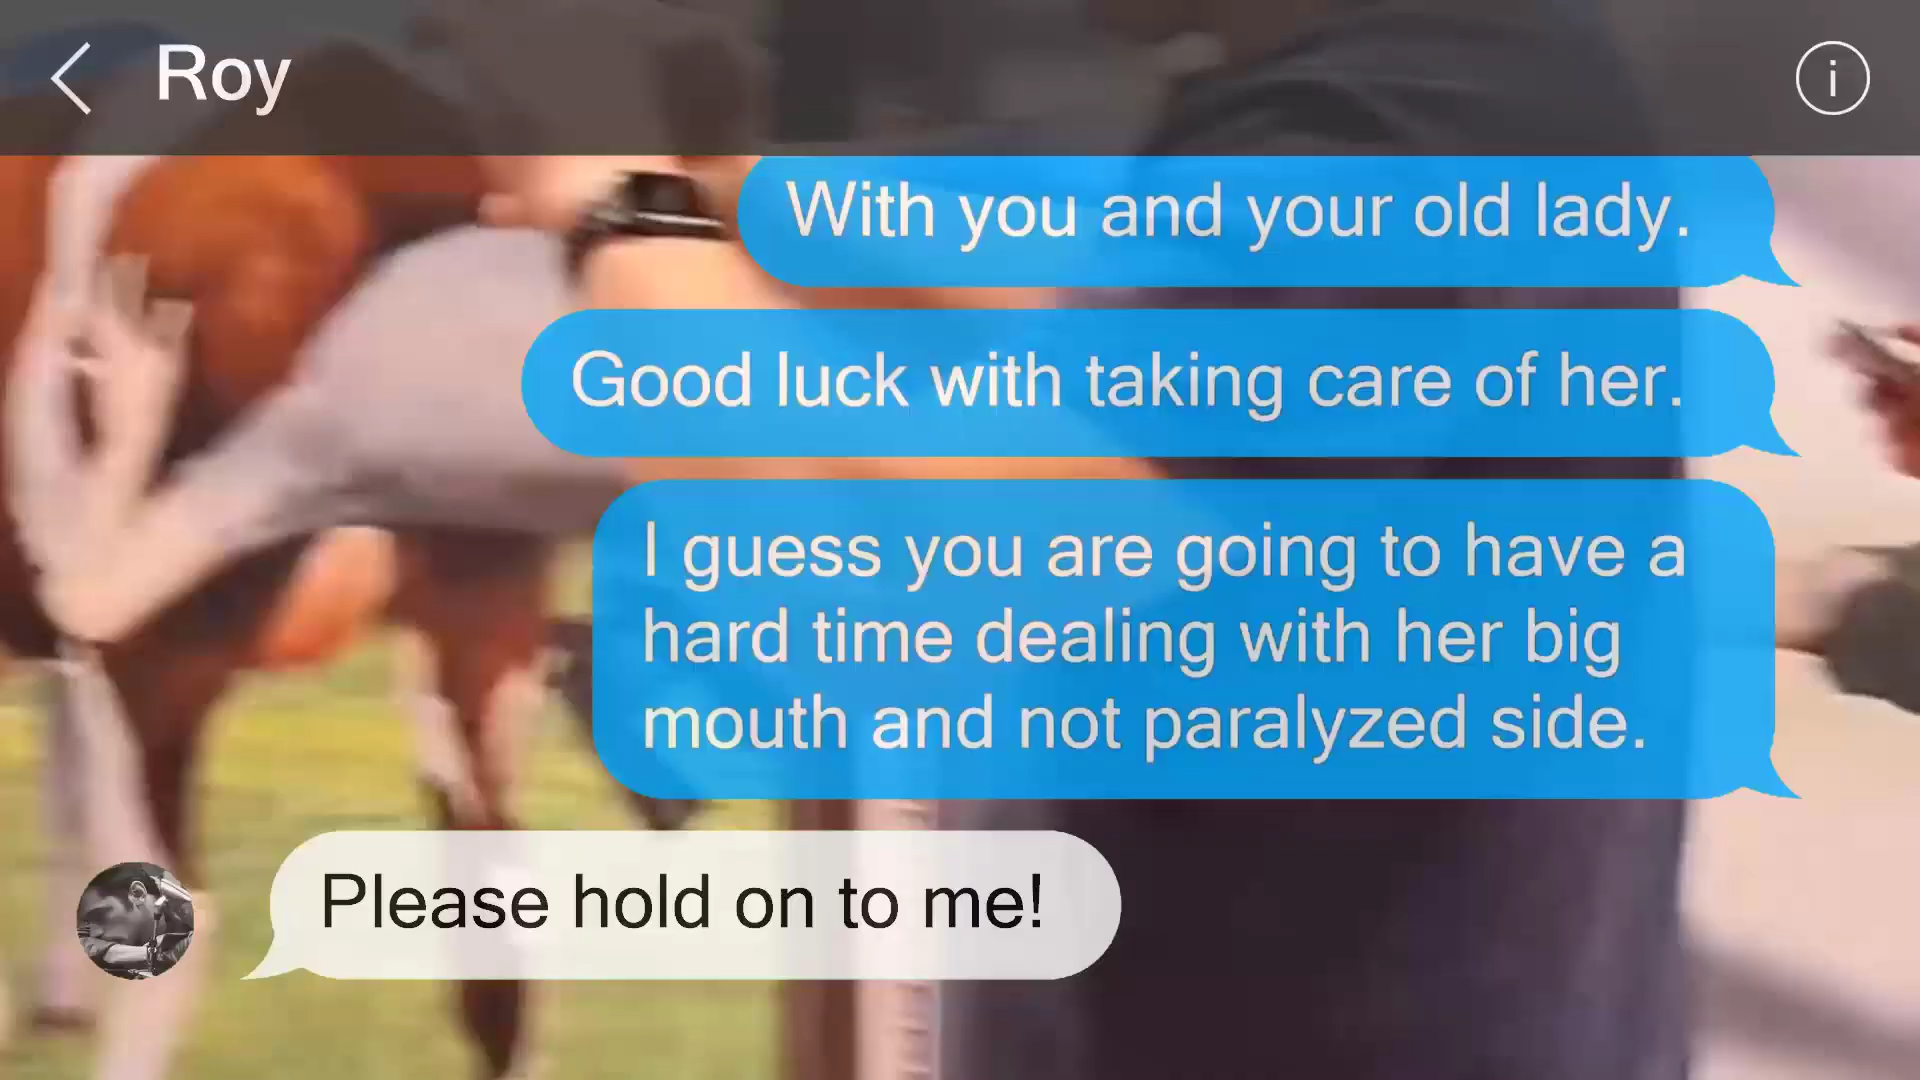 Roy
With you and your old lady.
Good luck with taking care of her.
I guess you are going to have a
hard time dealing with her big
mouth and not paralyzed side.
Please hold on to me!